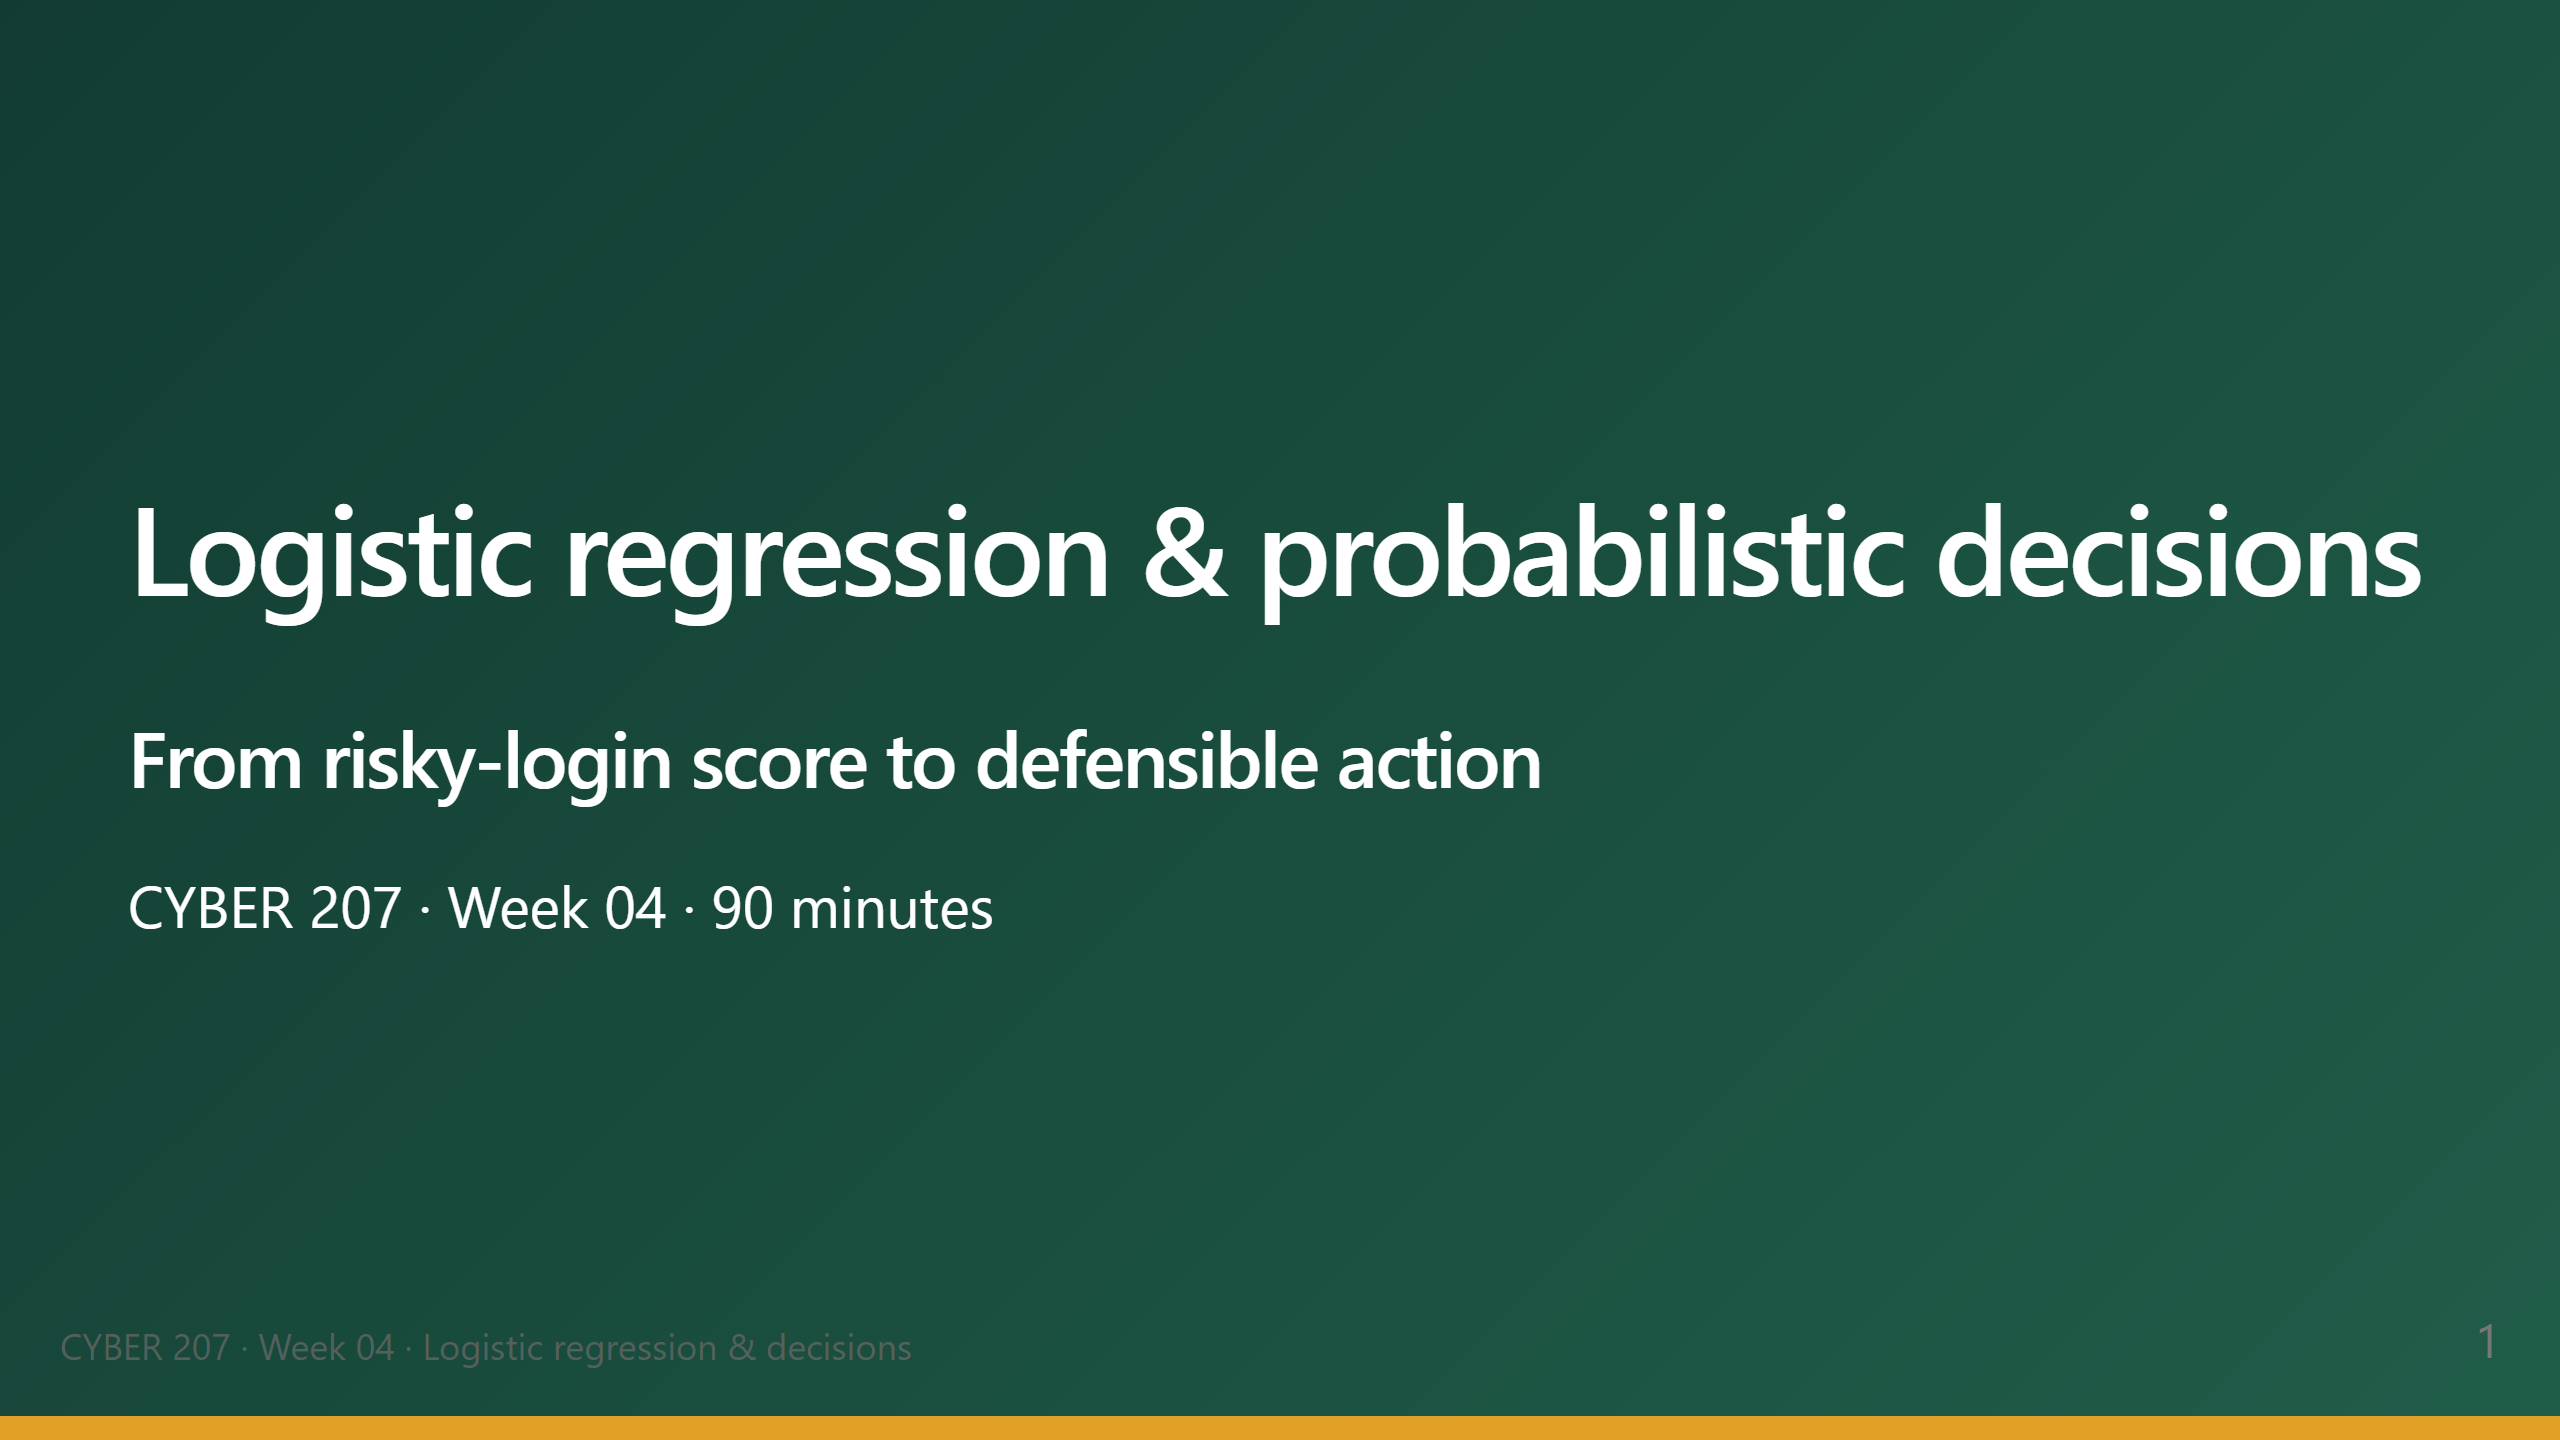 Logistic regression & probabilistic decisions
From risky-login score to defensible action
CYBER 207 · Week 04 · 90 minutes
CYBER 207 · Week 04 · Logistic regression & decisions
1